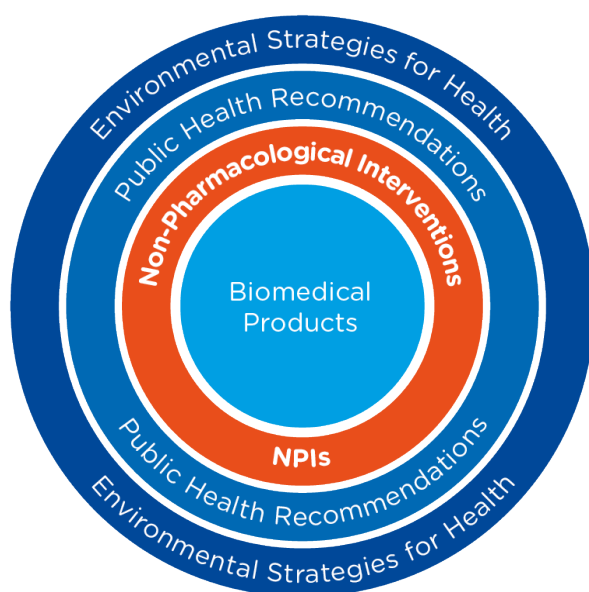 Environmental Strategies for Health
Public Health Recommendations
Non-Pharmacological Interventions
Biomedical
Products
NPIs
Public Health Recommendations
Environmental Strategies for Health